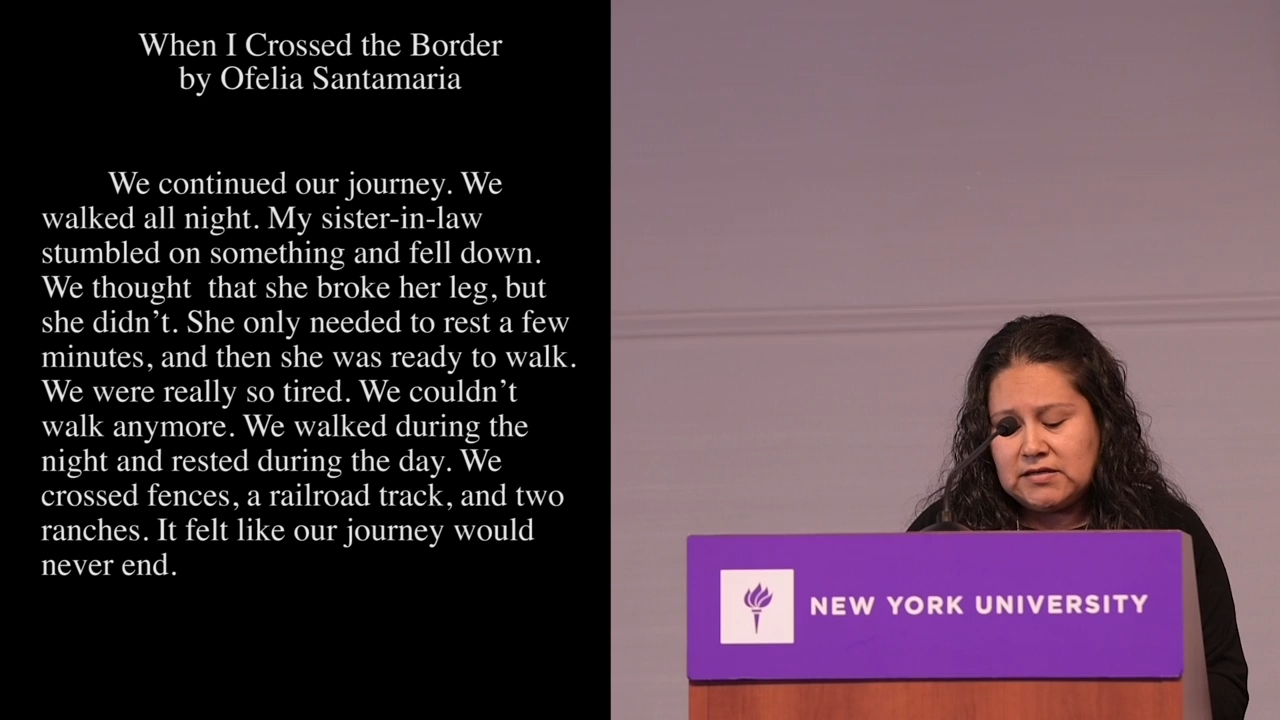 When I Crossed the Border
by Ofelia Santamaria
We continued our journey. We
walked all night. My sister-in-law
stumbled on something and fell down.
We thought  that she broke her leg, but
she didn’t. She only needed to rest a few
minutes, and then she was ready to walk.
We were really so tired. We couldn’t
walk anymore. We walked during the
night and rested during the day. We
crossed fences, a railroad track, and two
ranches. It felt like our journey would
never end.
NEW YORK UNIVERSITY